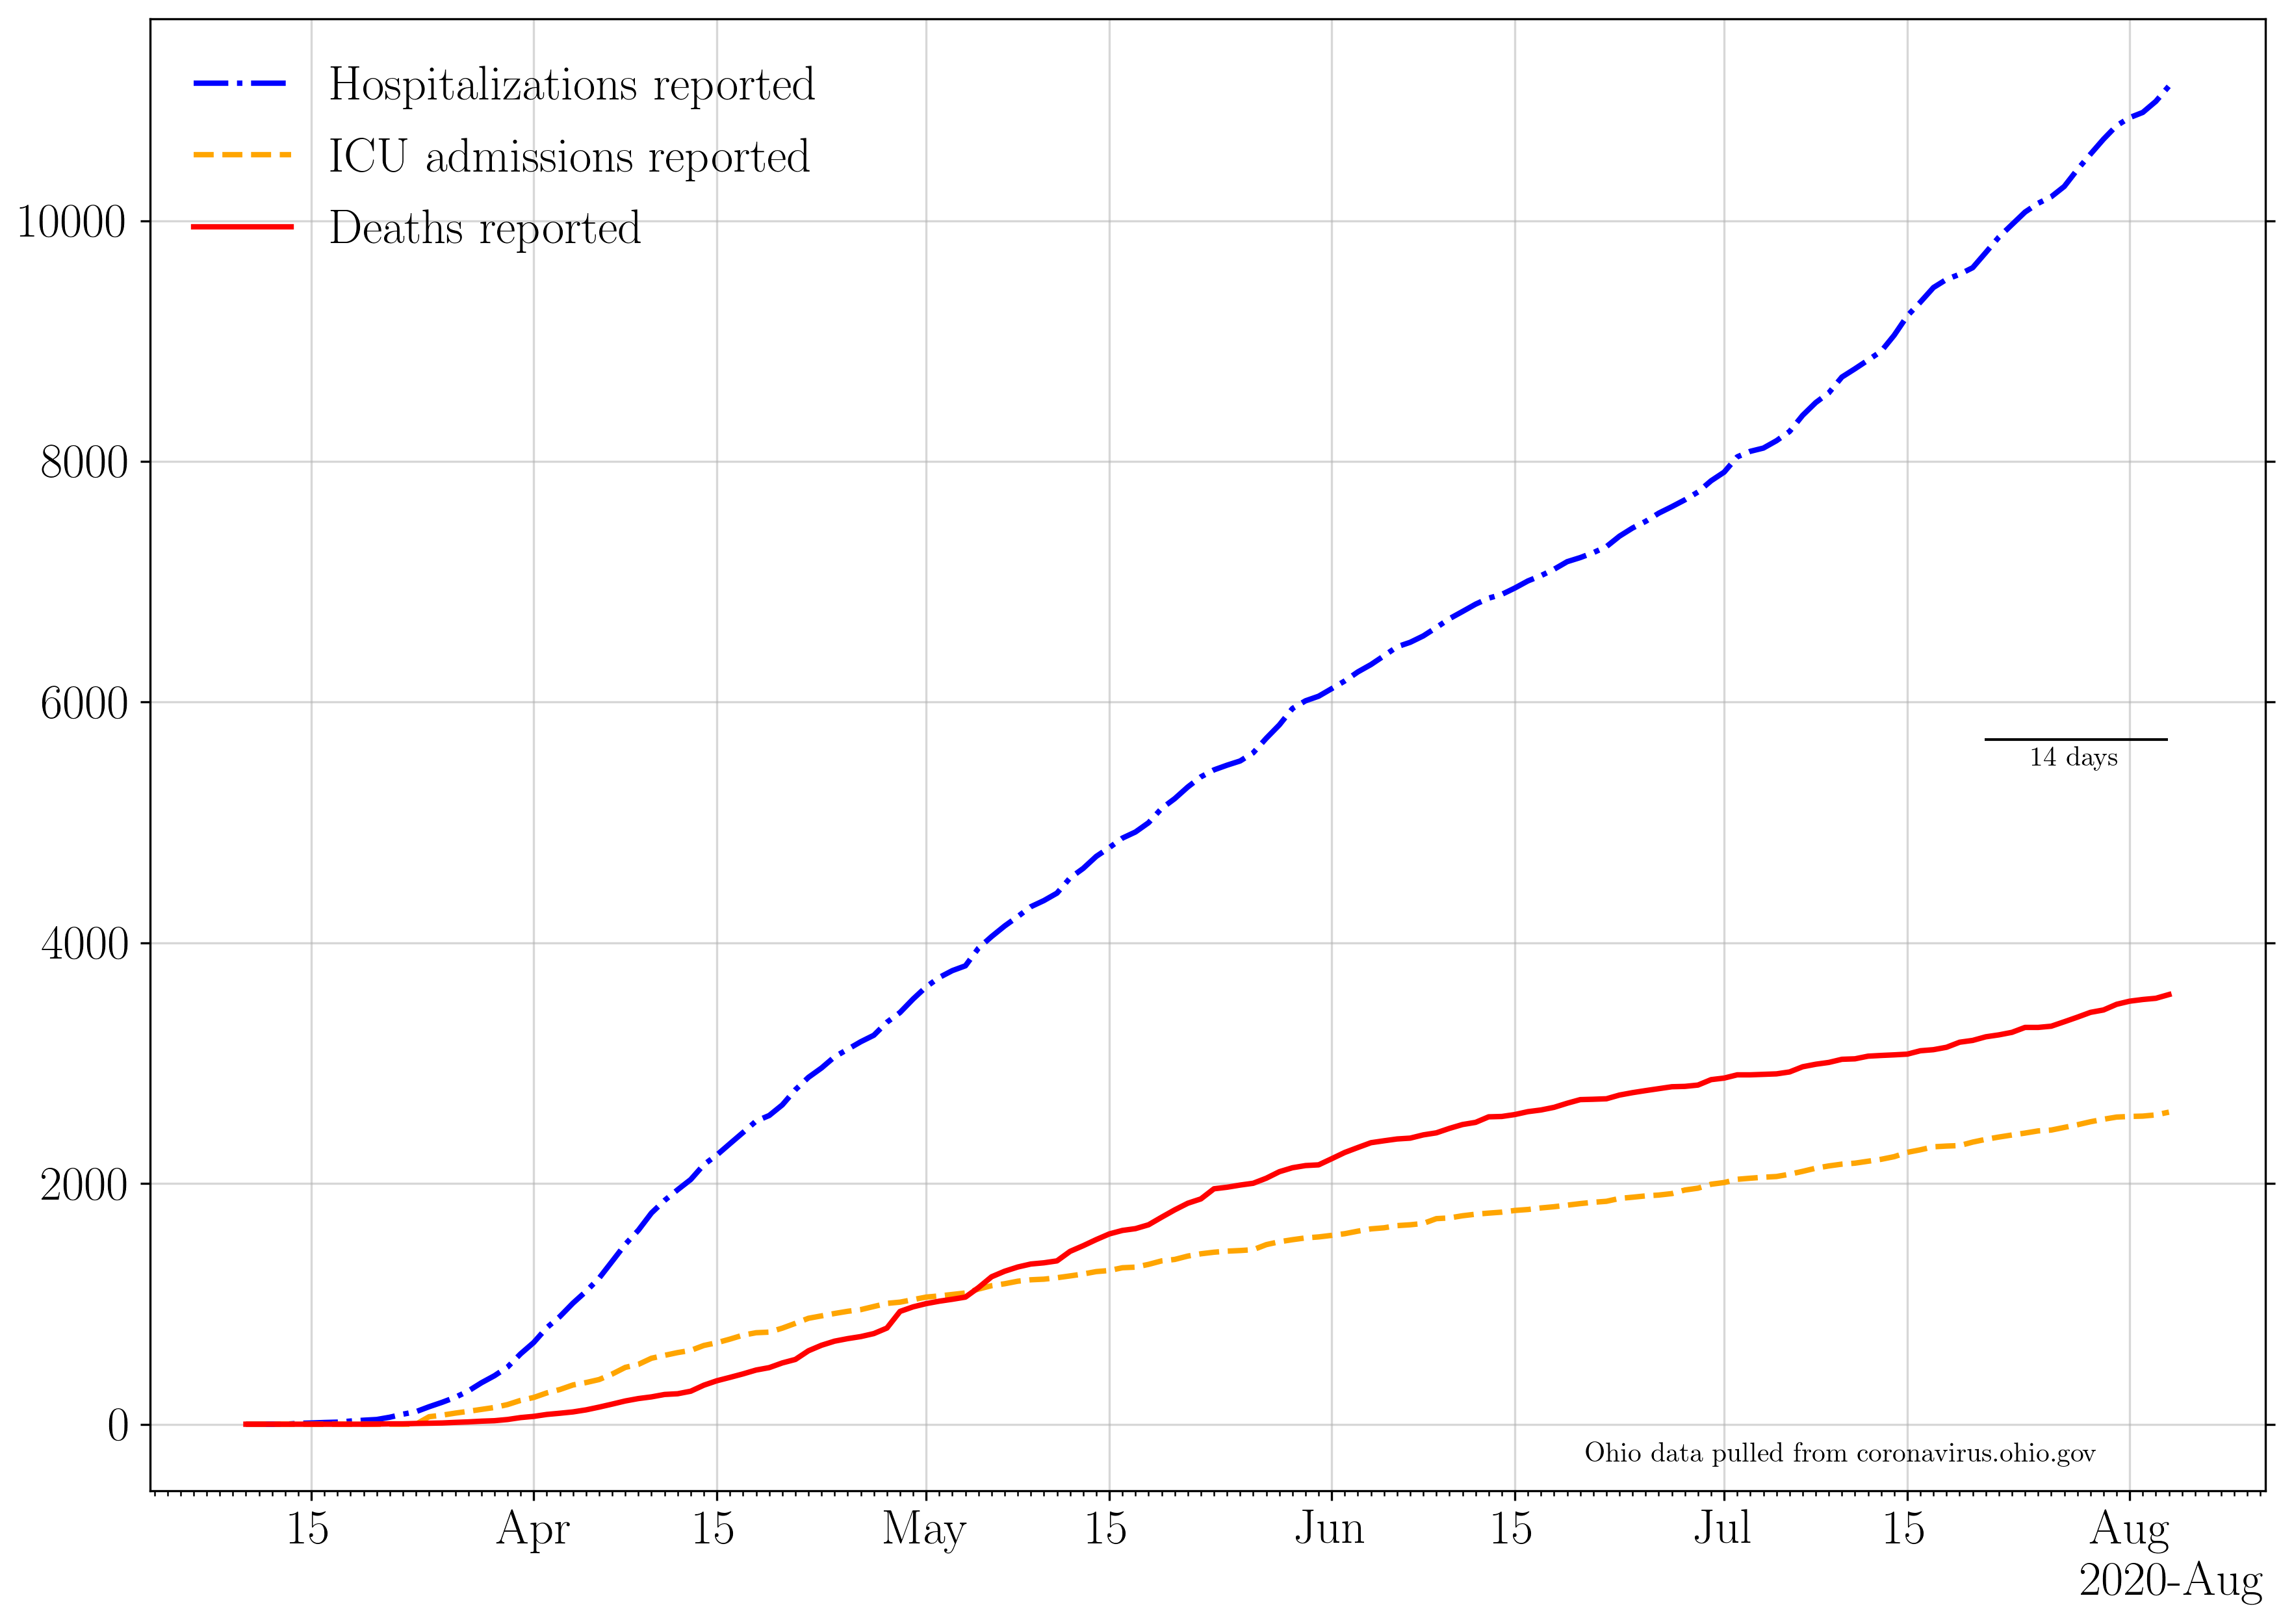 Hospitalizations reported
ICU admissions reported
Deaths reported
10000
8000
6000
4000
2000
0
14 days
Ohio data pulled from coronavirus.ohio.gov
15 Apr 15 May 15 Jun 15 Jul 15 Aug
2020-Aug